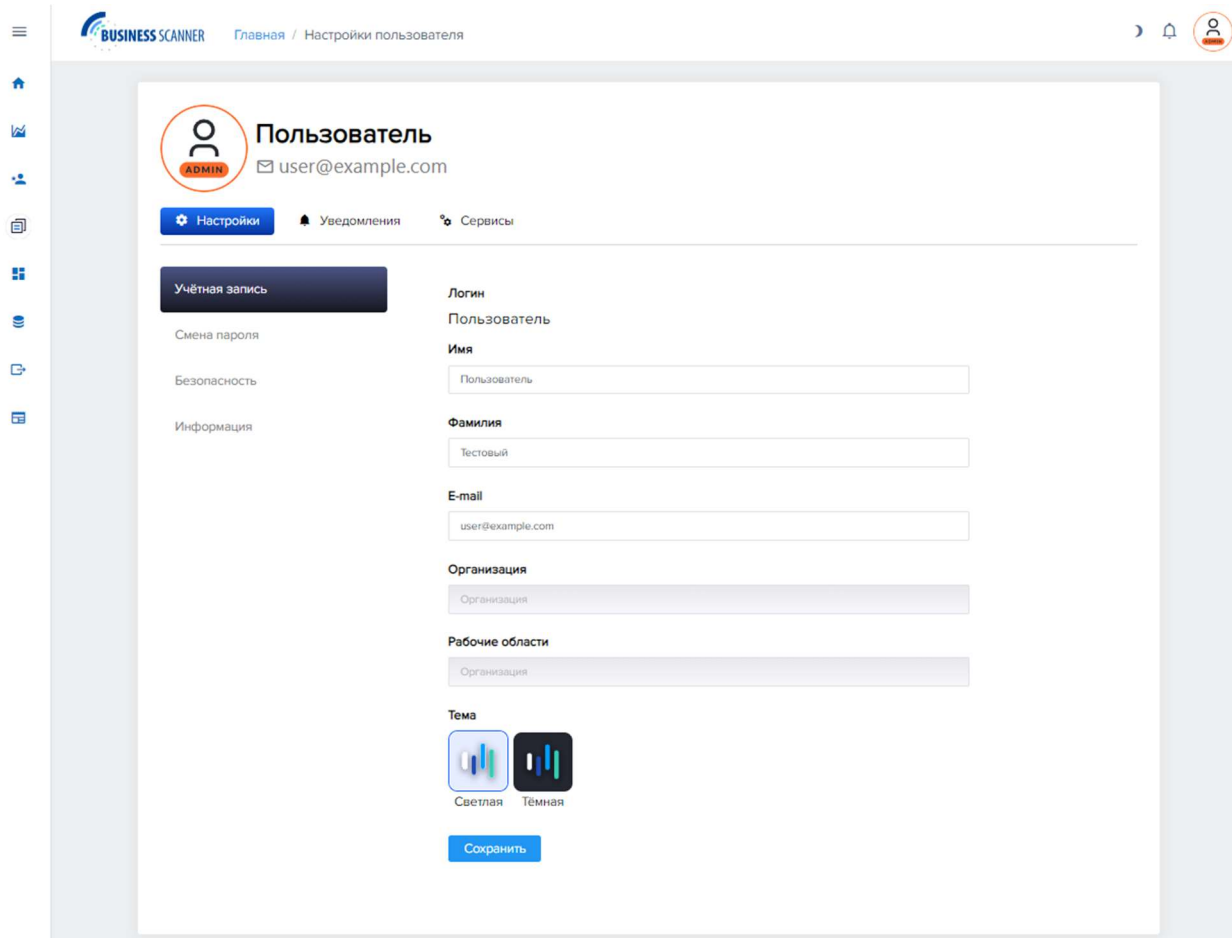 BUSINESS SCANNER
Главная / Настройки пользователя
ADMIN
Пользователь
user@example.com
ADMIN
Настройки
Уведомления
Сервисы
Учётная запись
Смена пароля
Безопасность
Информация
Логин
Пользователь
Имя
Пользователь
Фамилия
Тестовый
E-mail
user@example.com
Организация
Организация
Рабочие области
Организация
Тема
Светлая
Тёмная
Сохранить